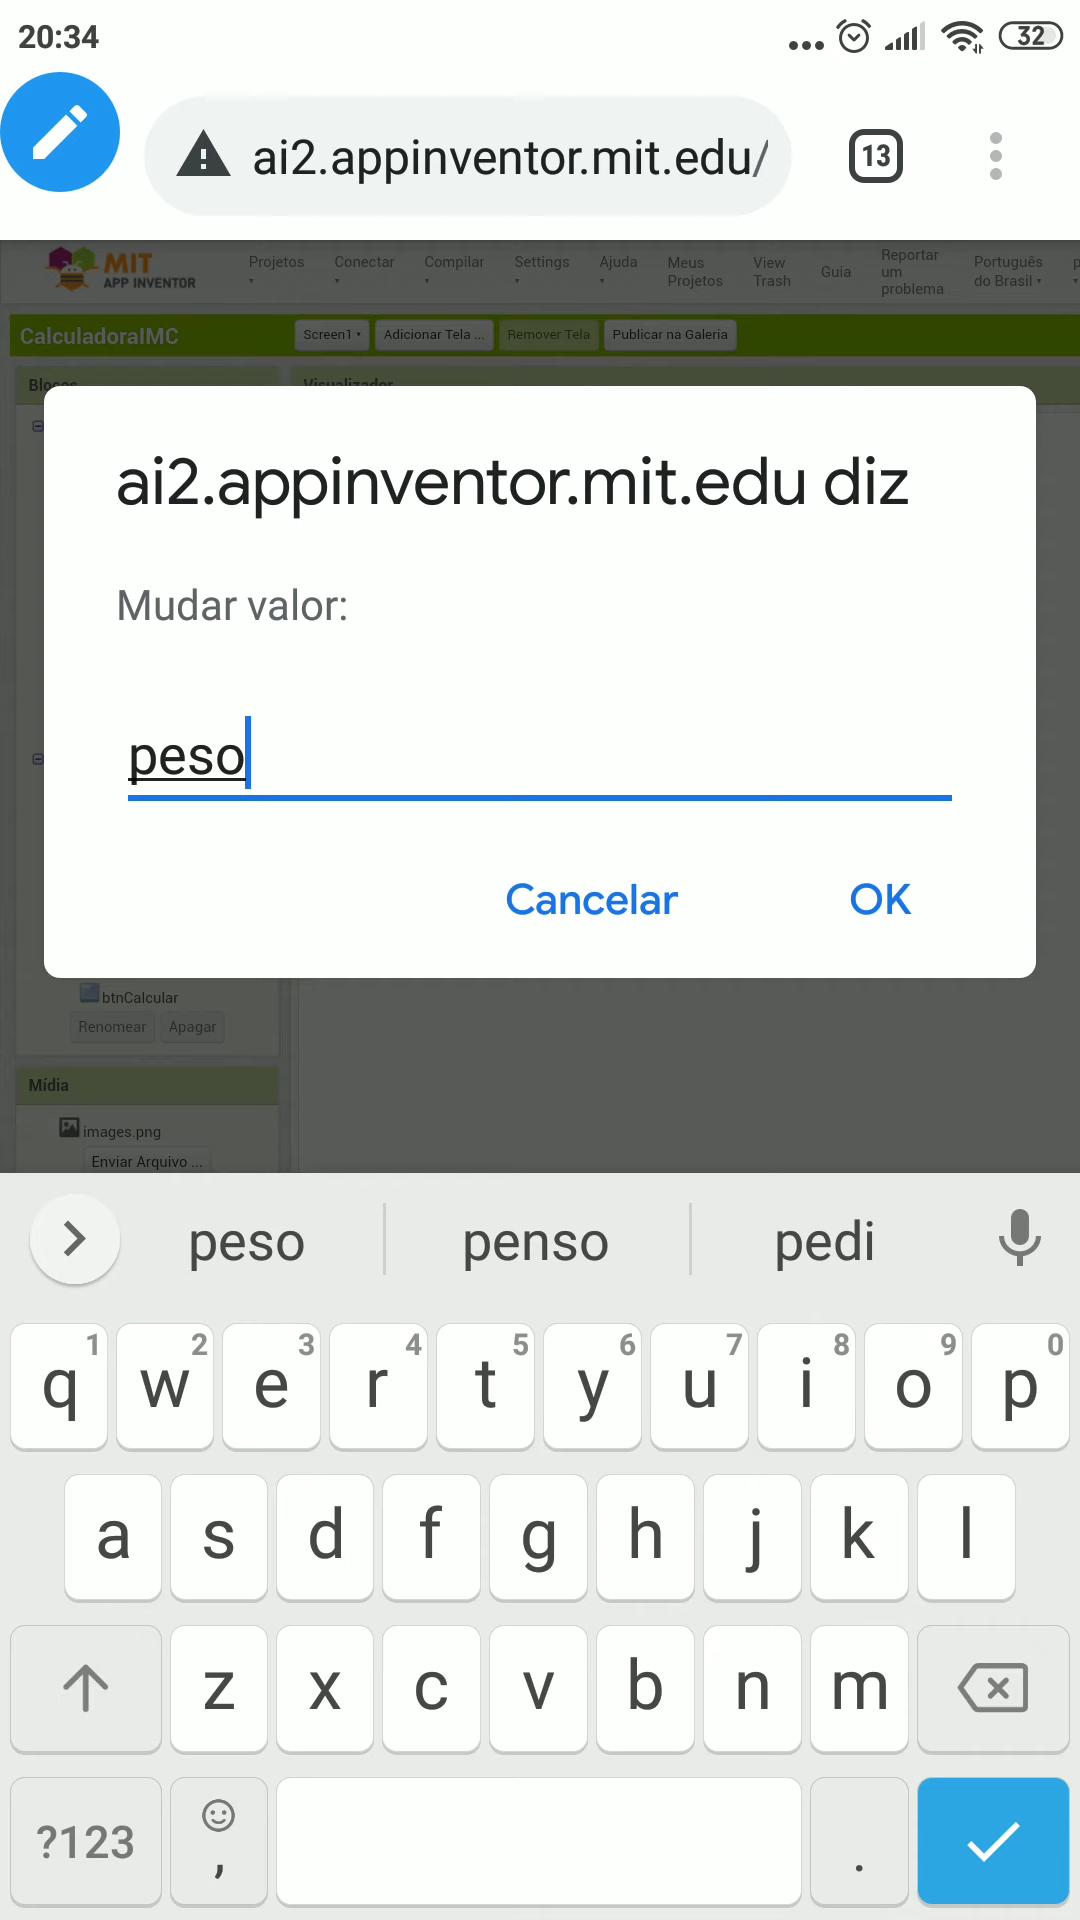 20:34
32
ai2.appinventor.mit.edu/
13
MIT
APP INVENTOR
Projetos
Conectar
Compilar
Settings
Ajuda
Meus
Projetos
View
Trash
Guia
Reportar
um
problema
Português
do Brasil
p
CalculadoraIMC
Screen1
Adicionar Tela ...
Remover Tela
Publicar na Galeria
Blocos
Visualizador
ai2.appinventor.mit.edu diz
Mudar valor:
peso
Cancelar
OK
btnCalcular
Renomear
Apagar
Mídia
images.png
Enviar Arquivo ...
peso penso pedi
1 2 3 4 5 6 7 8 9 0
q w e r t y u i o p
a s d f g h j k l
z x c v b n m
?123 , .